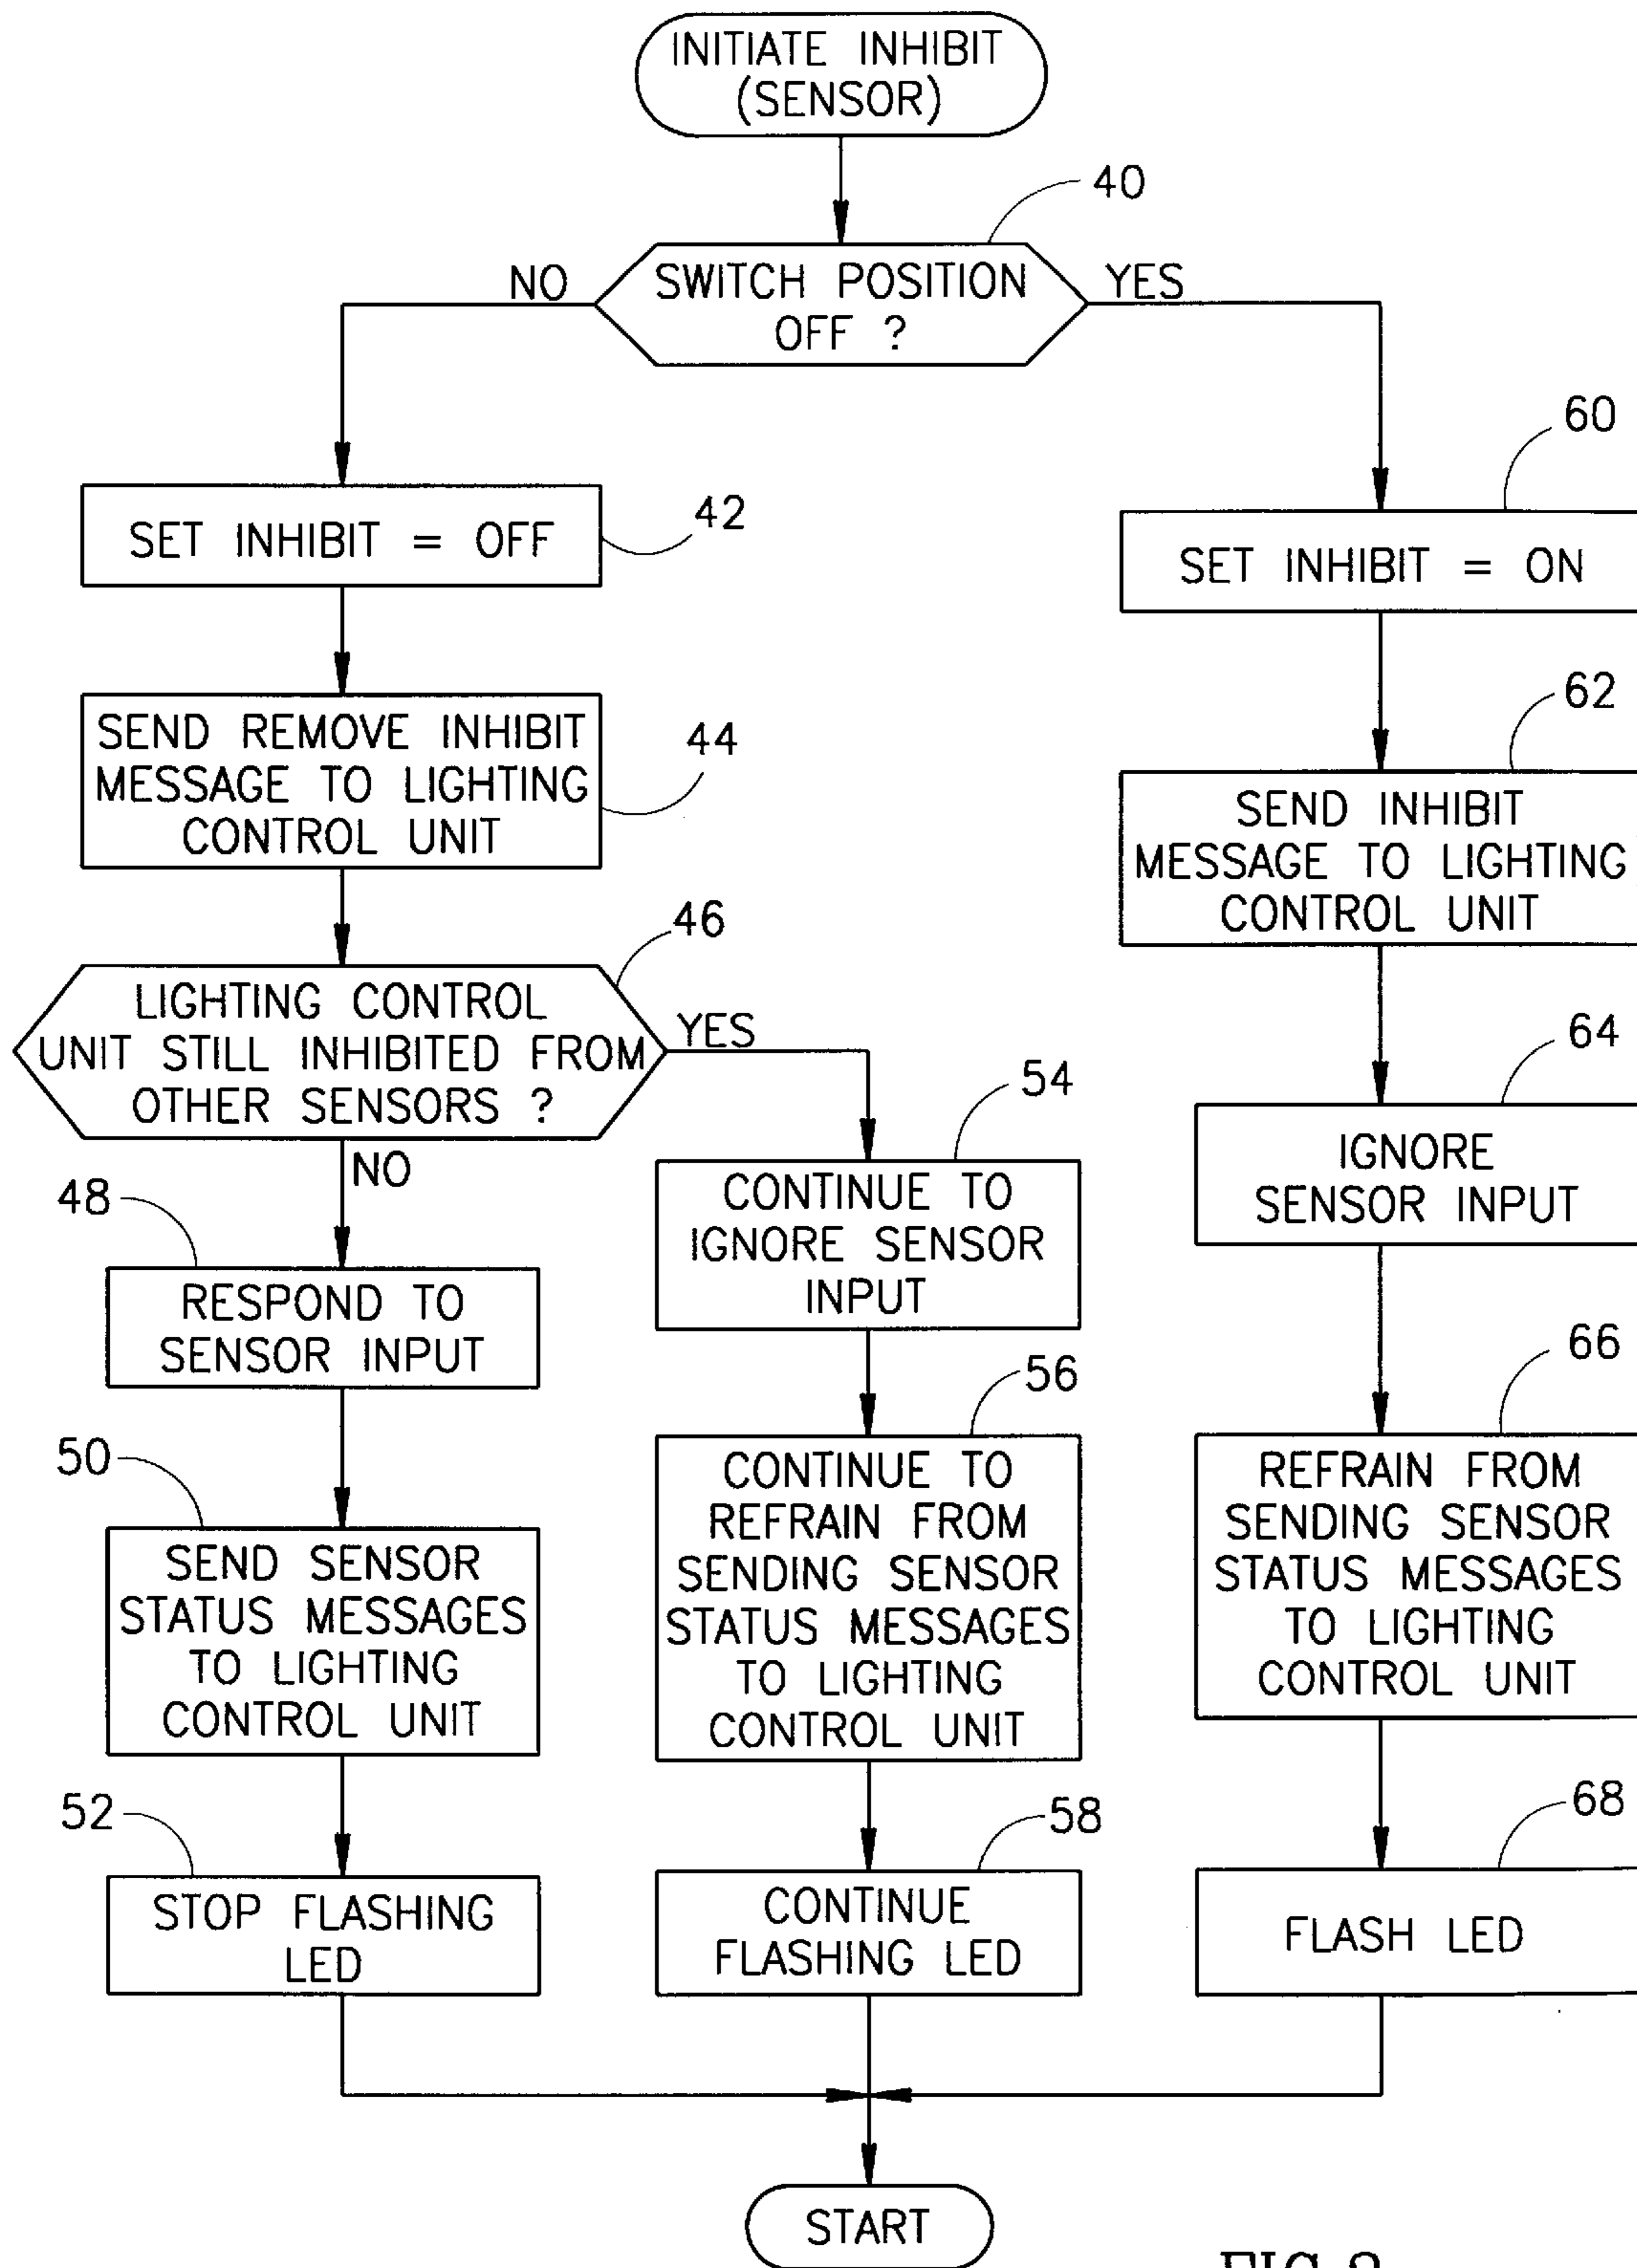 INITIATE INHIBIT
(SENSOR)
40
NO
SWITCH POSITION
OFF ?
YES
60
SET INHIBIT = OFF
42
SET INHIBIT = ON
62
SEND REMOVE INHIBIT
MESSAGE TO LIGHTING
CONTROL UNIT
44
SEND INHIBIT
MESSAGE TO LIGHTING
CONTROL UNIT
46
LIGHTING CONTROL
UNIT STILL INHIBITED FROM
OTHER SENSORS ?
YES
NO
64
54
IGNORE
SENSOR INPUT
CONTINUE TO
IGNORE SENSOR
INPUT
48
RESPOND TO
SENSOR INPUT
66
56
50
CONTINUE TO
REFRAIN FROM
SENDING SENSOR
STATUS MESSAGES
TO LIGHTING
CONTROL UNIT
REFRAIN FROM
SENDING SENSOR
STATUS MESSAGES
TO LIGHTING
CONTROL UNIT
SEND SENSOR
STATUS MESSAGES
TO LIGHTING
CONTROL UNIT
52
58
68
STOP FLASHING
LED
CONTINUE
FLASHING LED
FLASH LED
START